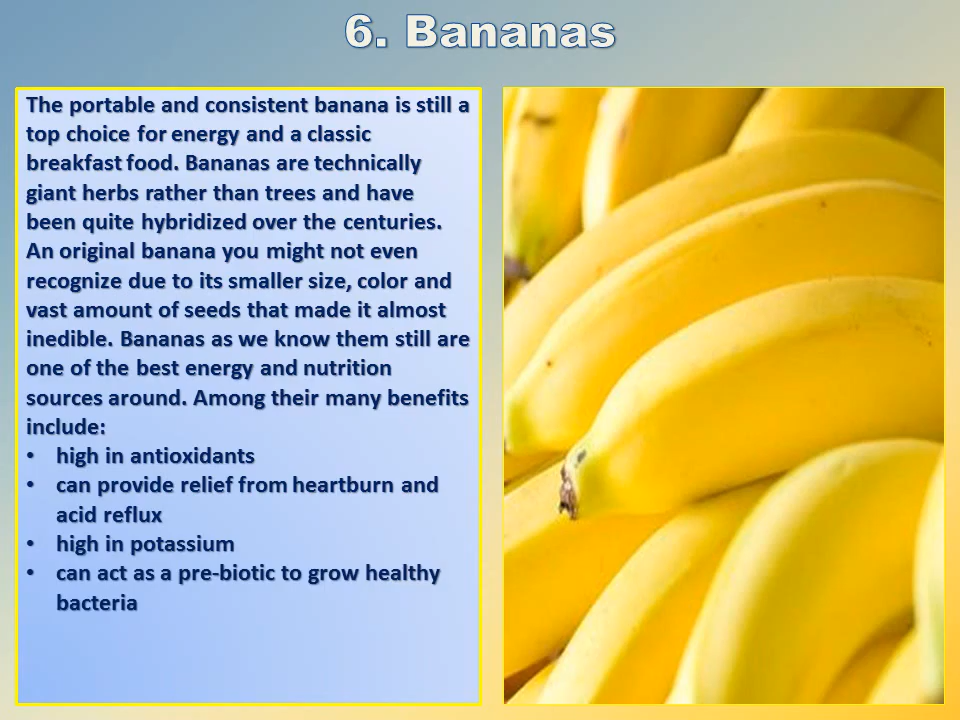 6. Bananas
The portable and consistent banana is still a
top choice for energy and a classic
breakfast food. Bananas are technically
giant herbs rather than trees and have
been quite hybridized over the centuries.
An original banana you might not even
recognize due to its smaller size, color and
vast amount of seeds that made it almost
inedible. Bananas as we know them still are
one of the best energy and nutrition
sources around. Among their many benefits
include:
• high in antioxidants
• can provide relief from heartburn and
acid reflux
• high in potassium
• can act as a pre-biotic to grow healthy
bacteria